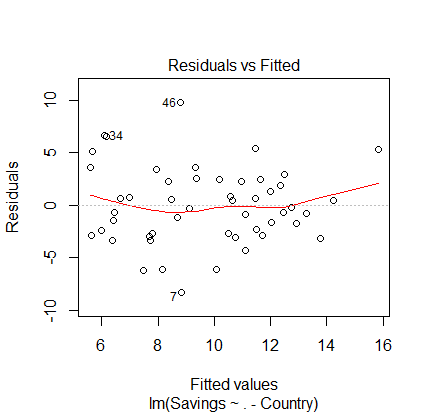 Residuals vs Fitted
Residuals
10
5
0
-5
-10
46
34
7
6 8 10 12 14 16
Fitted values
lm(Savings ~ . - Country)